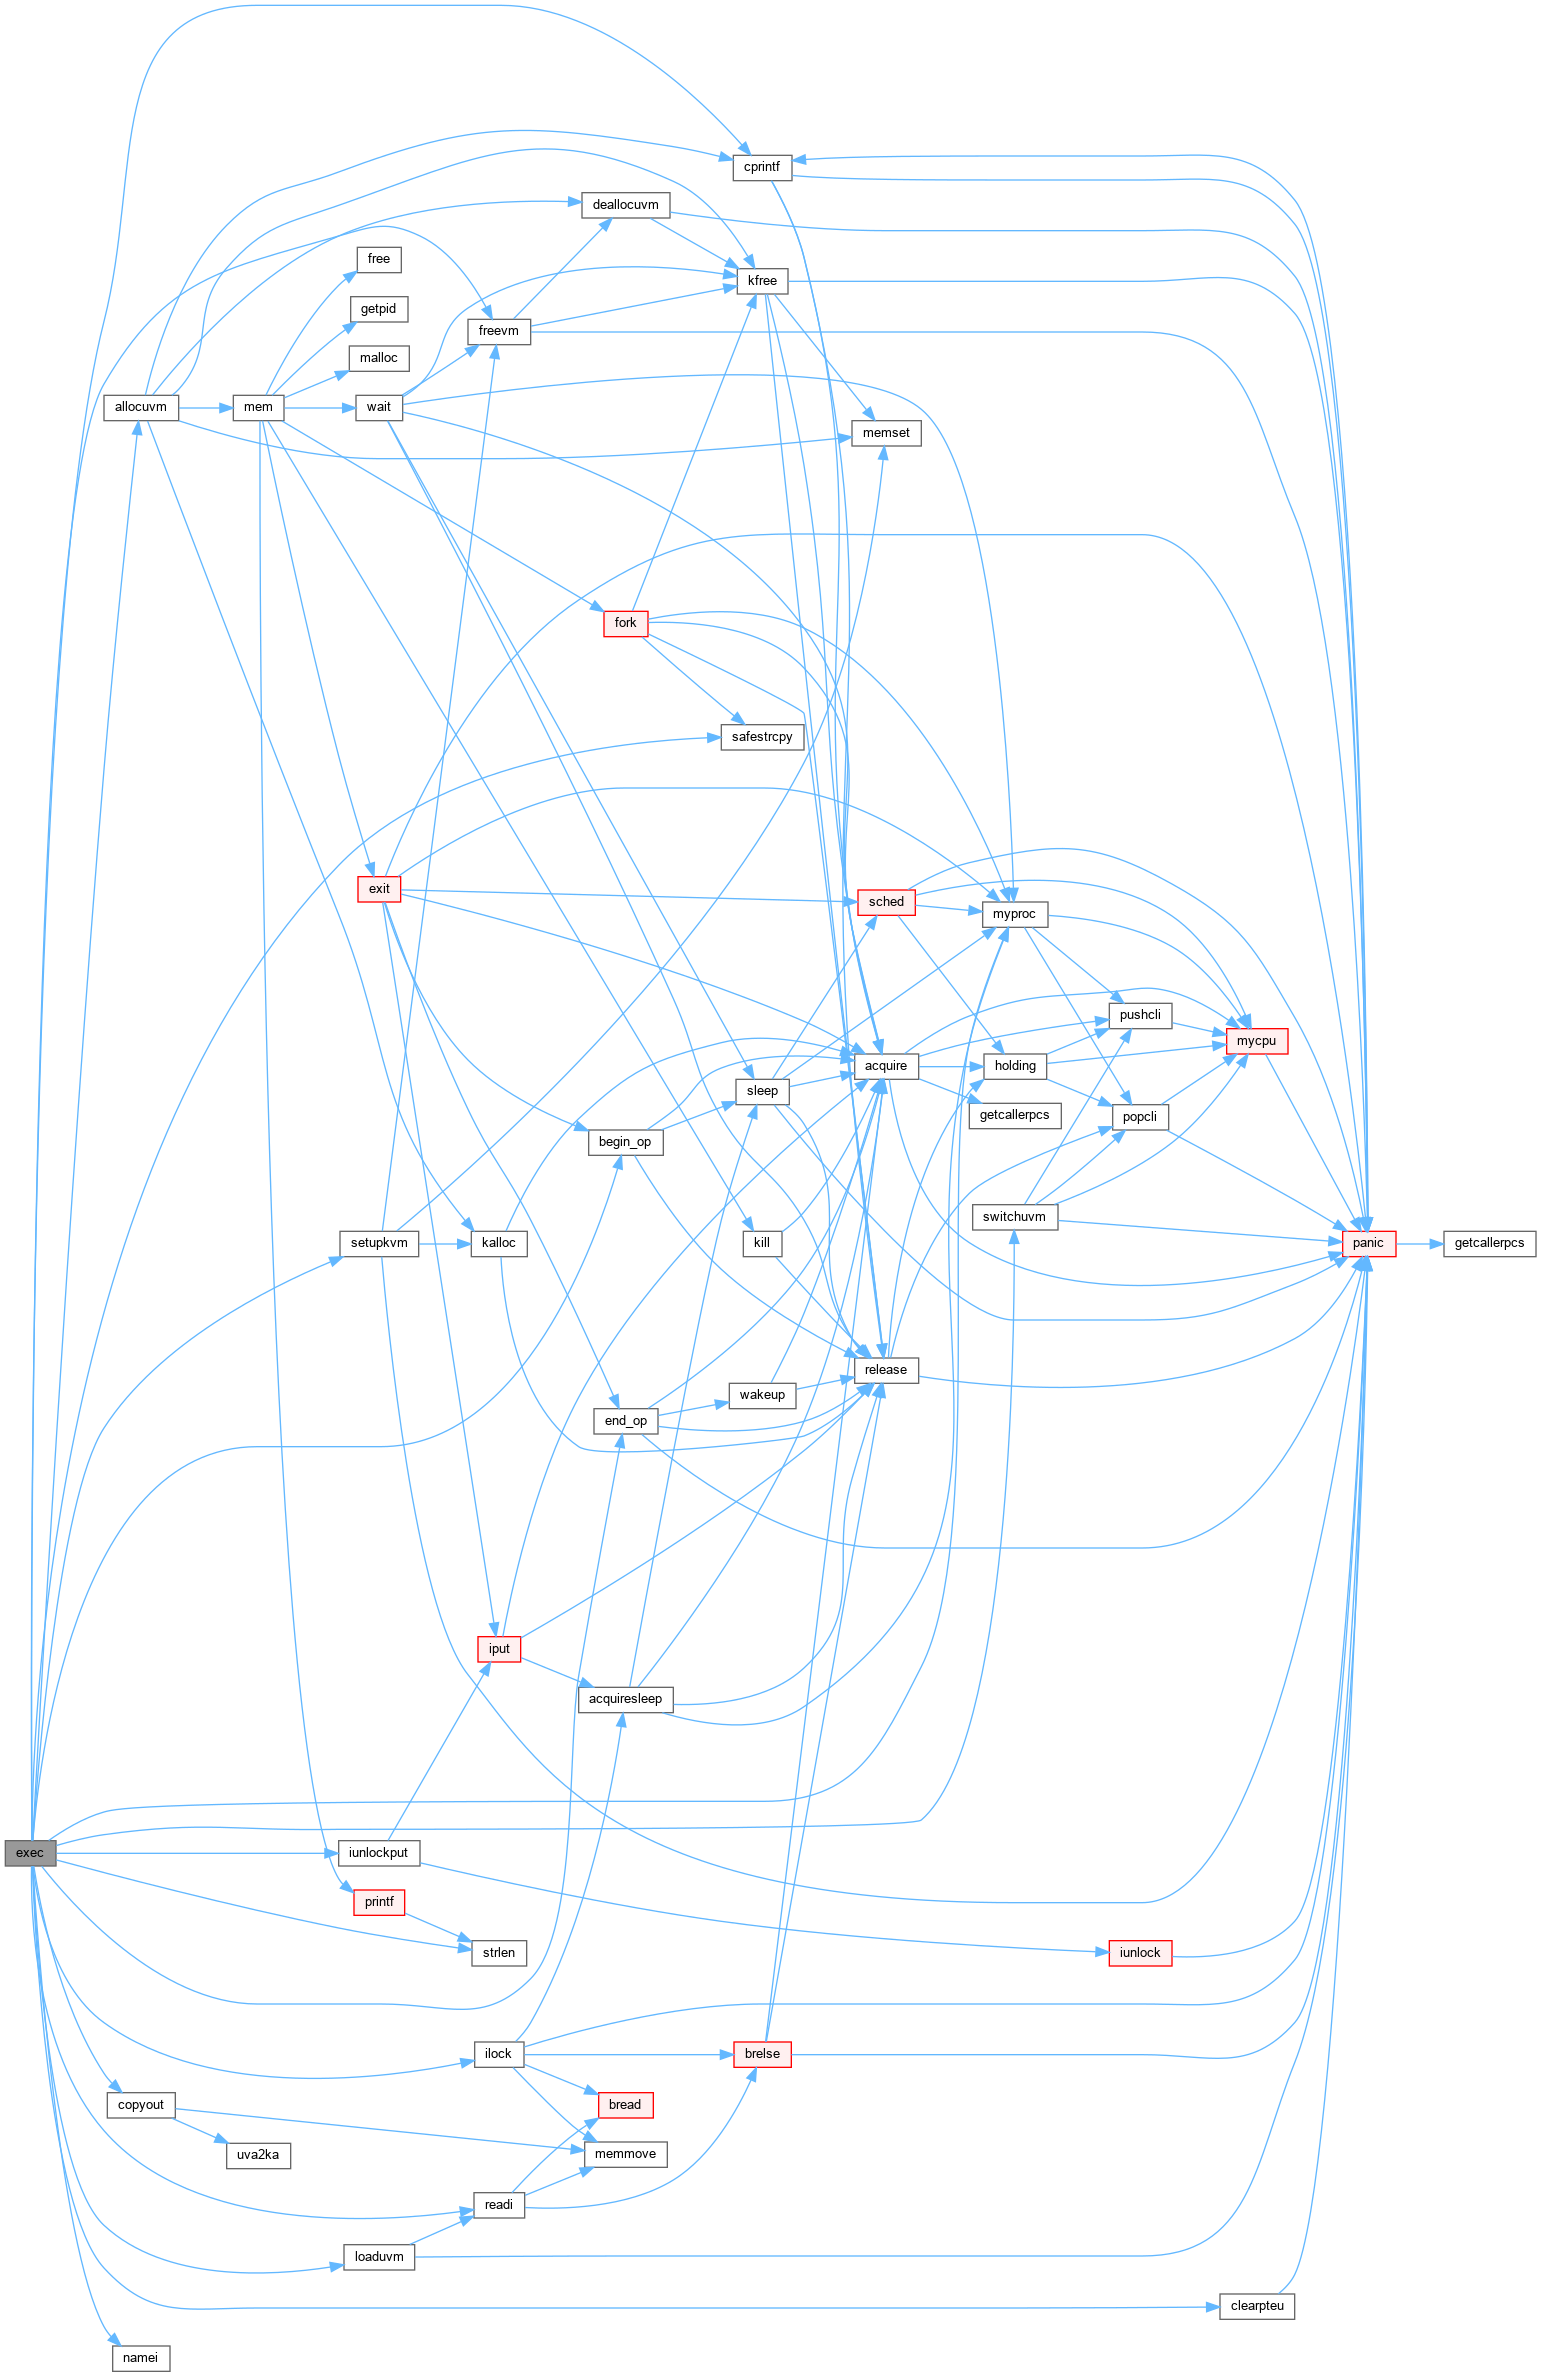 cprintf
deallocuvm
free
kfree
getpid
freevm
malloc
allocuvm
mem
wait
memset
fork
safestrcpy
exit
sched
myproc
pushcli
mycpu
acquire
holding
sleep
getcallerpcs
popcli
begin_op
switchuvm
setupkvm
kalloc
kill
panic
getcallerpcs
release
wakeup
end_op
iput
acquiresleep
exec
iunlockput
printf
strlen
iunlock
ilock
brelse
copyout
bread
uva2ka
memmove
readi
loaduvm
clearpteu
namei